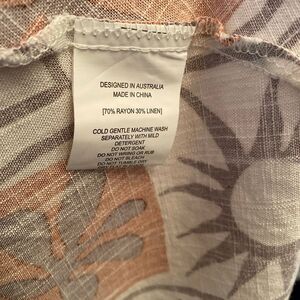 DESIGNED IN AUSTRALIA
MADE IN CHINA
[70% RAYON 30% LINEN]
COLD GENTLE MACHINE WASH
SEPARATELY WITH MILD
DETERGENT
DO NOT SOAK
DO NOT WRING OR RUB
DO NOT BLEACH
DO NOT TUMBLE DRY